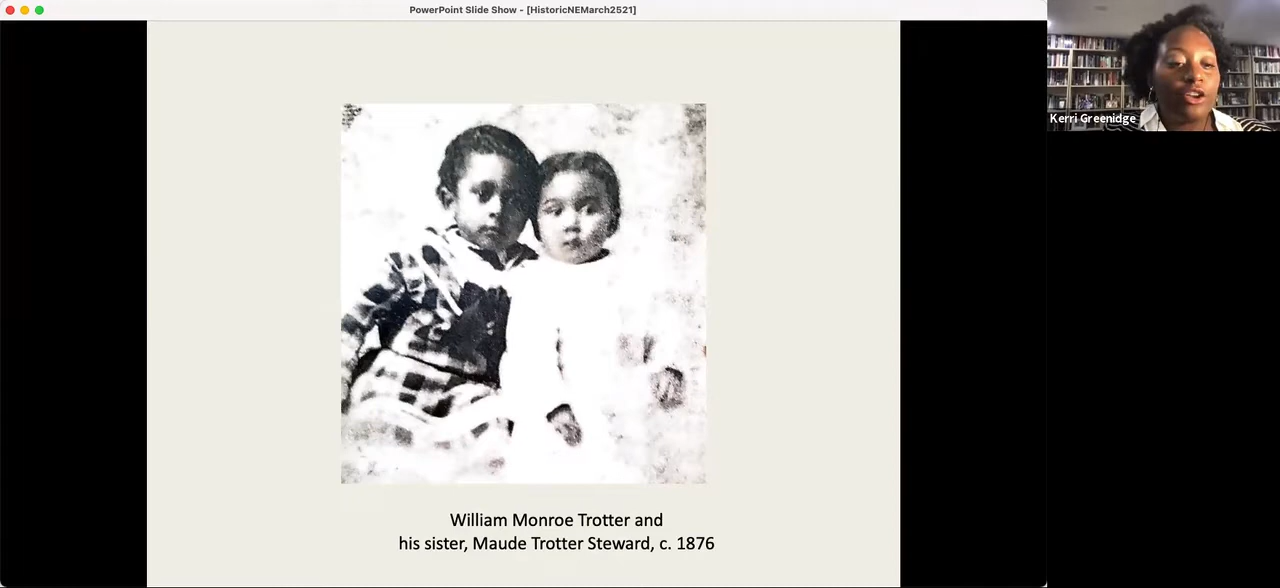 PowerPoint Slide Show - [HistoricNEMarch2521]
Kerri Greenidge
William Monroe Trotter and
his sister, Maude Trotter Steward, c. 1876